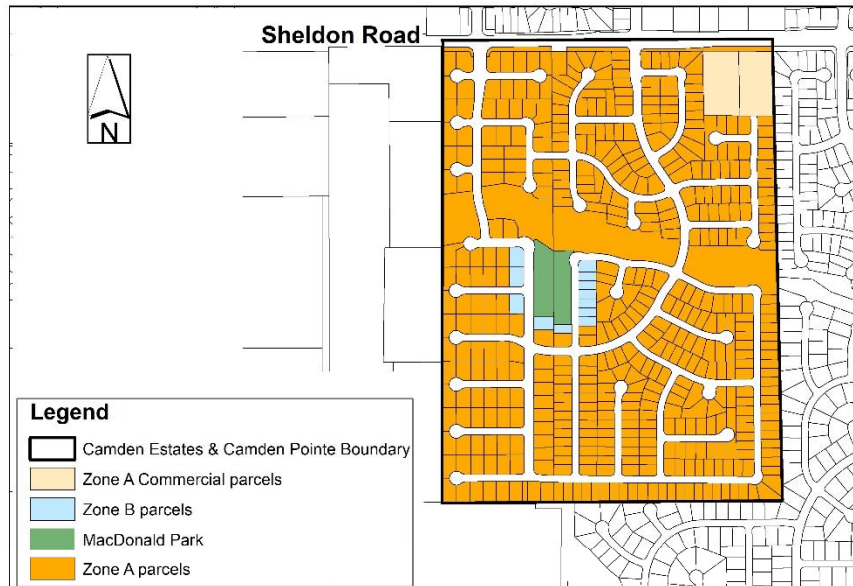 Sheldon Road
N
Legend
Camden Estates & Camden Pointe Boundary
Zone A Commercial parcels
Zone B parcels
MacDonald Park
Zone A parcels